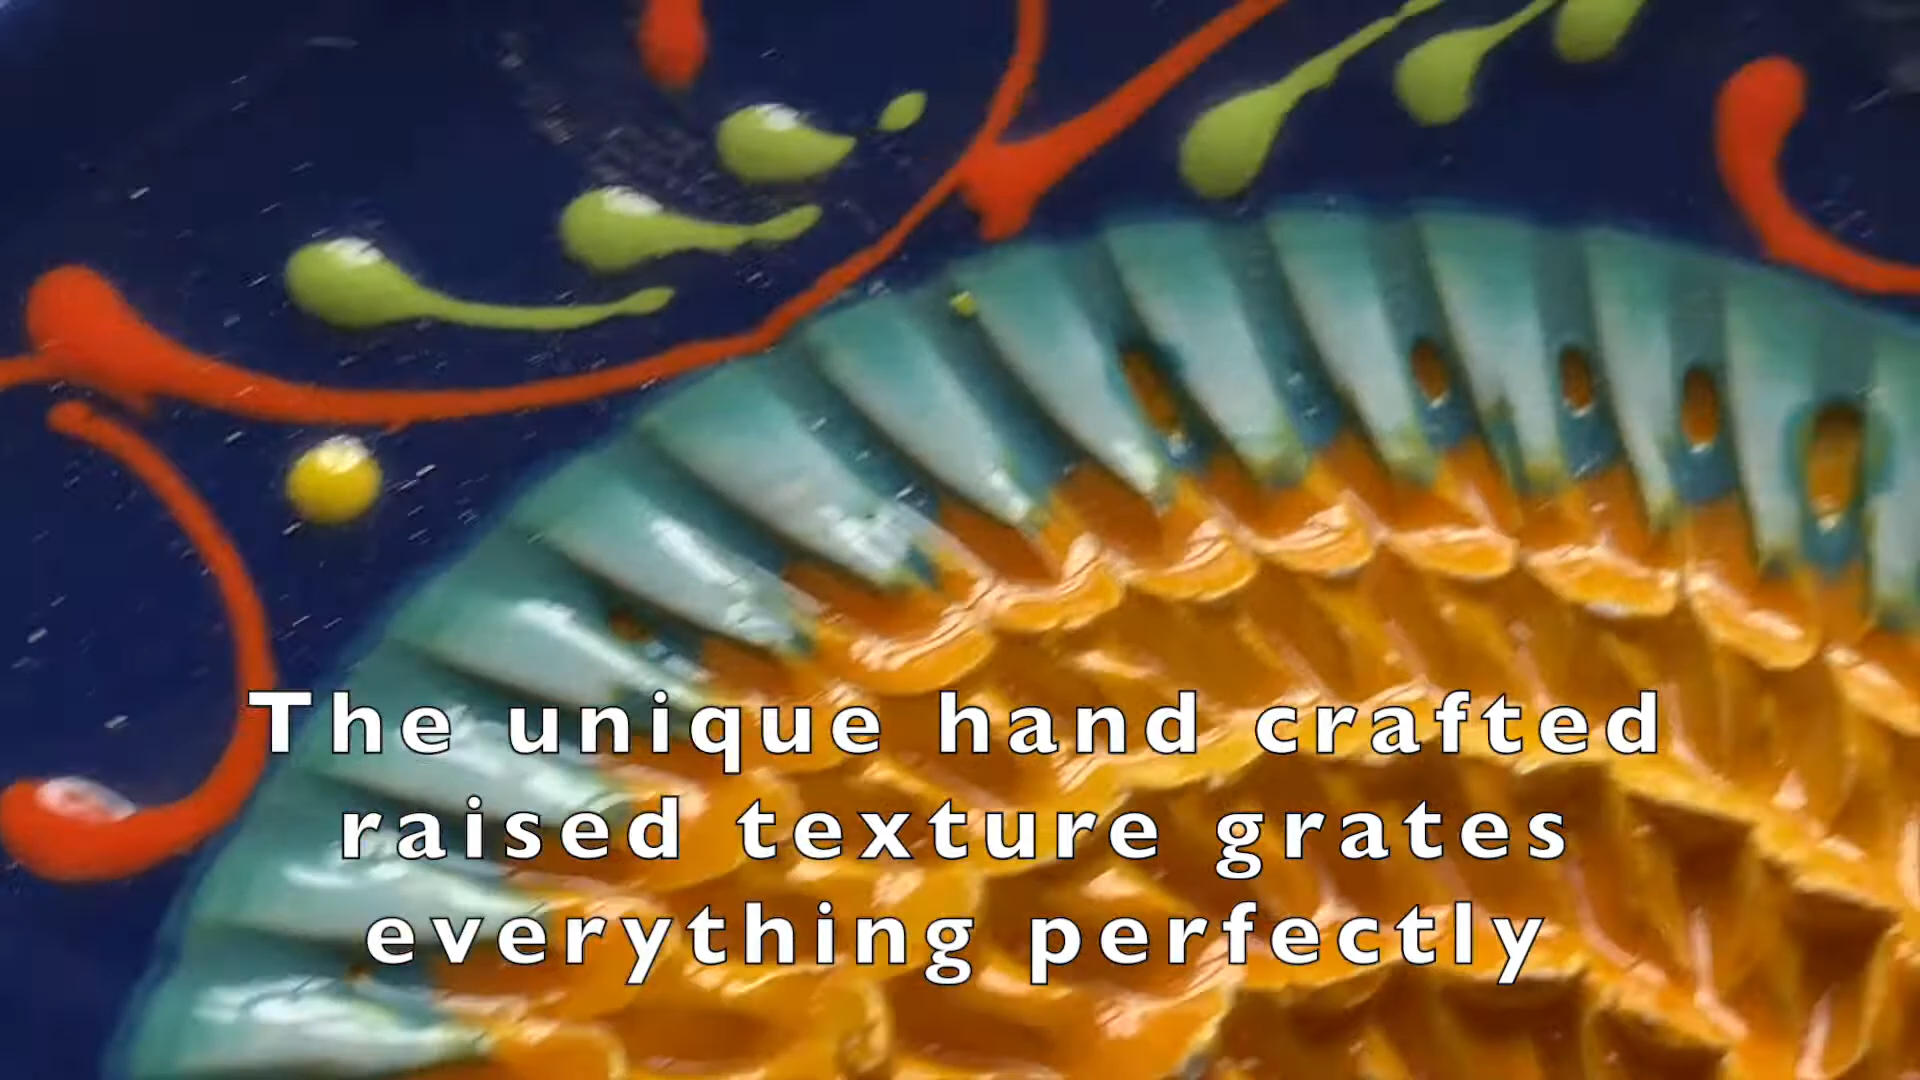 The unique hand crafted
raised texture grates
everything perfectly